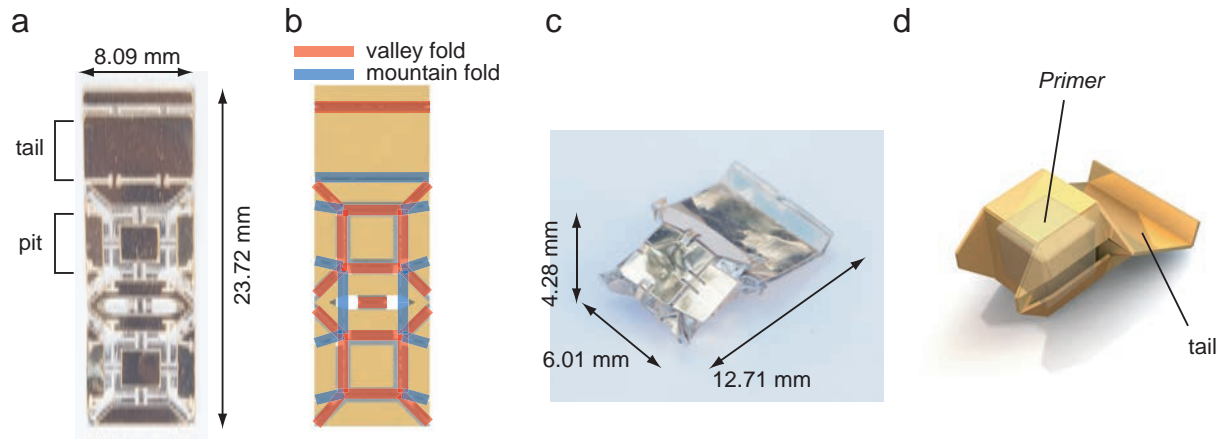 a
8.09 mm
tail
pit
23.72 mm
b
valley fold
mountain fold
c
4.28 mm
6.01 mm
12.71 mm
d
Primer
tail